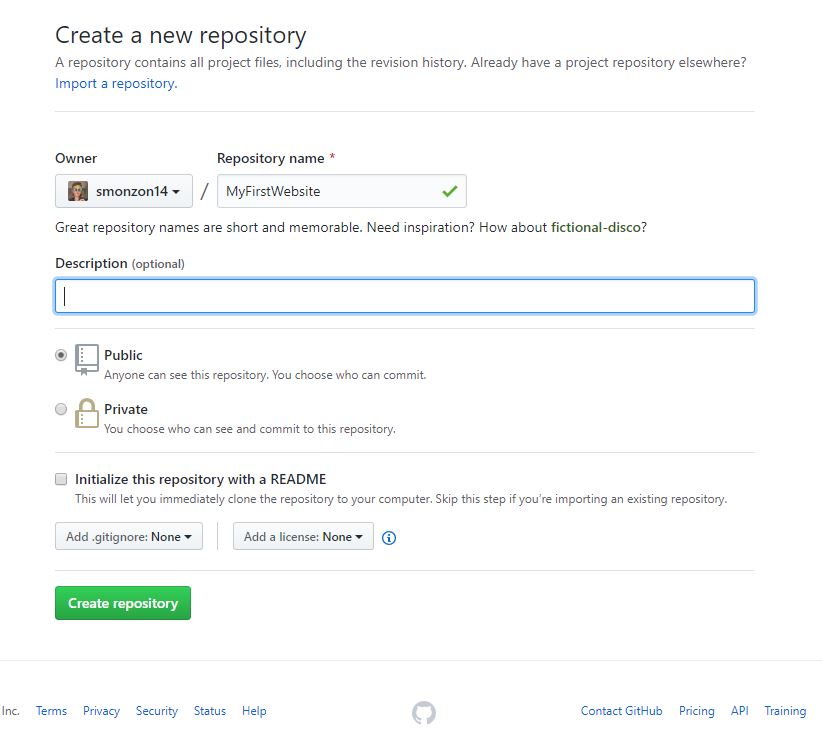 Create a new repository
A repository contains all project files, including the revision history. Already have a project repository elsewhere?
Import a repository.
Owner
Repository name *
smonzon14 / MyFirstWebsite
Great repository names are short and memorable. Need inspiration? How about fictional-disco?
Description (optional)
Public
Anyone can see this repository. You choose who can commit.
Private
You choose who can see and commit to this repository.
Initialize this repository with a README
This will let you immediately clone the repository to your computer. Skip this step if you’re importing an existing repository.
Add .gitignore: None Add a license: None
Create repository
Inc. Terms Privacy Security Status Help Contact GitHub Pricing API Training